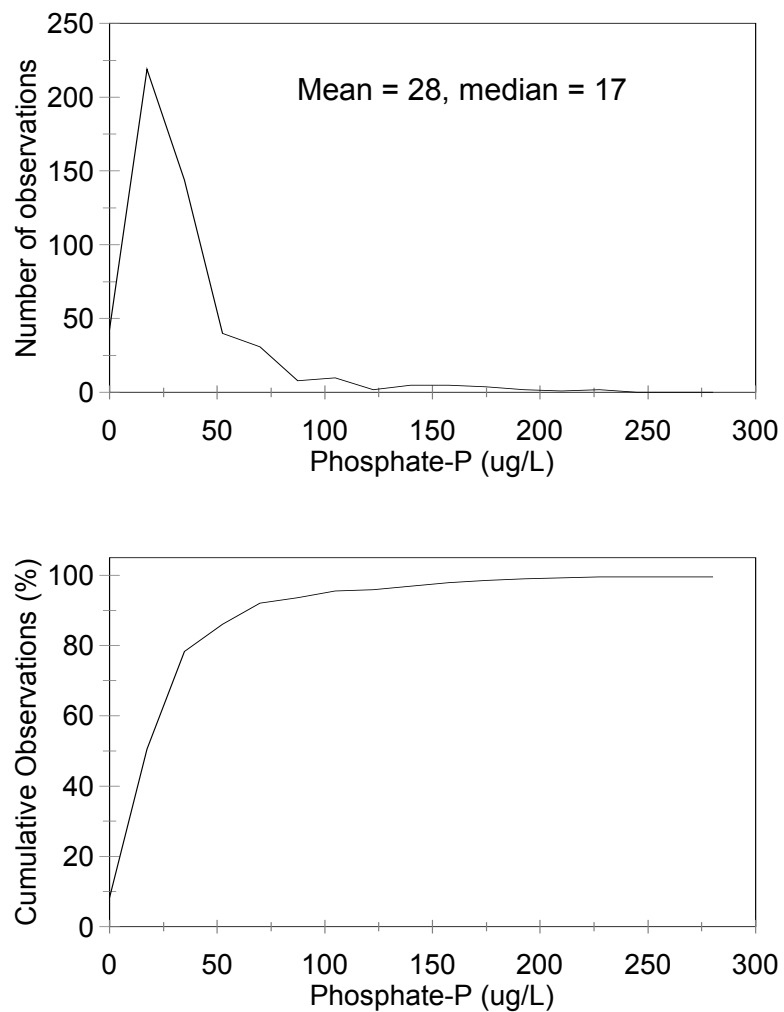 250
200
150
100
50
0
Number of observations
Mean = 28, median = 17
0 50 100 150 200 250 300
Phosphate-P (ug/L)
100
80
60
40
20
0
Cumulative Observations (%)
0 50 100 150 200 250 300
Phosphate-P (ug/L)